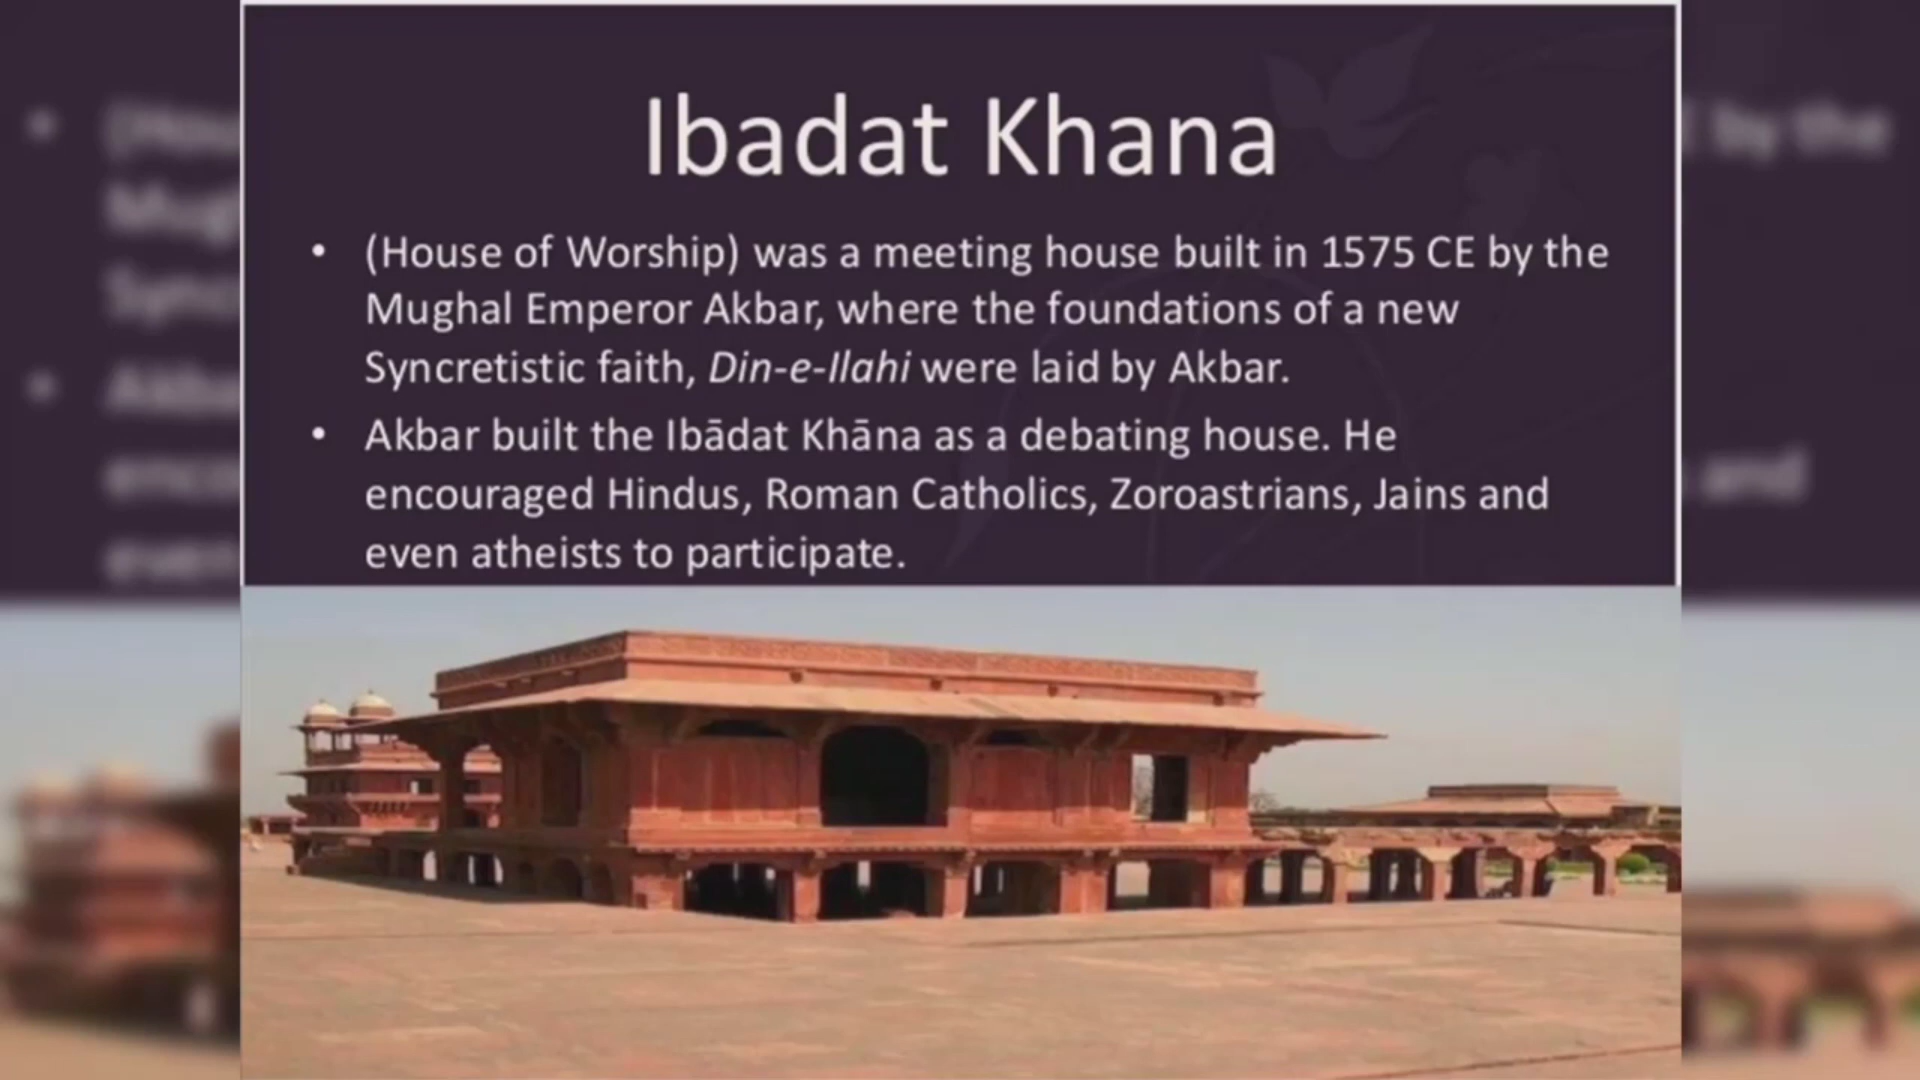 Ibadat Khana
• (House of Worship) was a meeting house built in 1575 CE by the
Mughal Emperor Akbar, where the foundations of a new
Syncretistic faith, Din-e-Ilahi were laid by Akbar.
• Akbar built the Ibādat Khāna as a debating house. He
encouraged Hindus, Roman Catholics, Zoroastrians, Jains and
even atheists to participate.